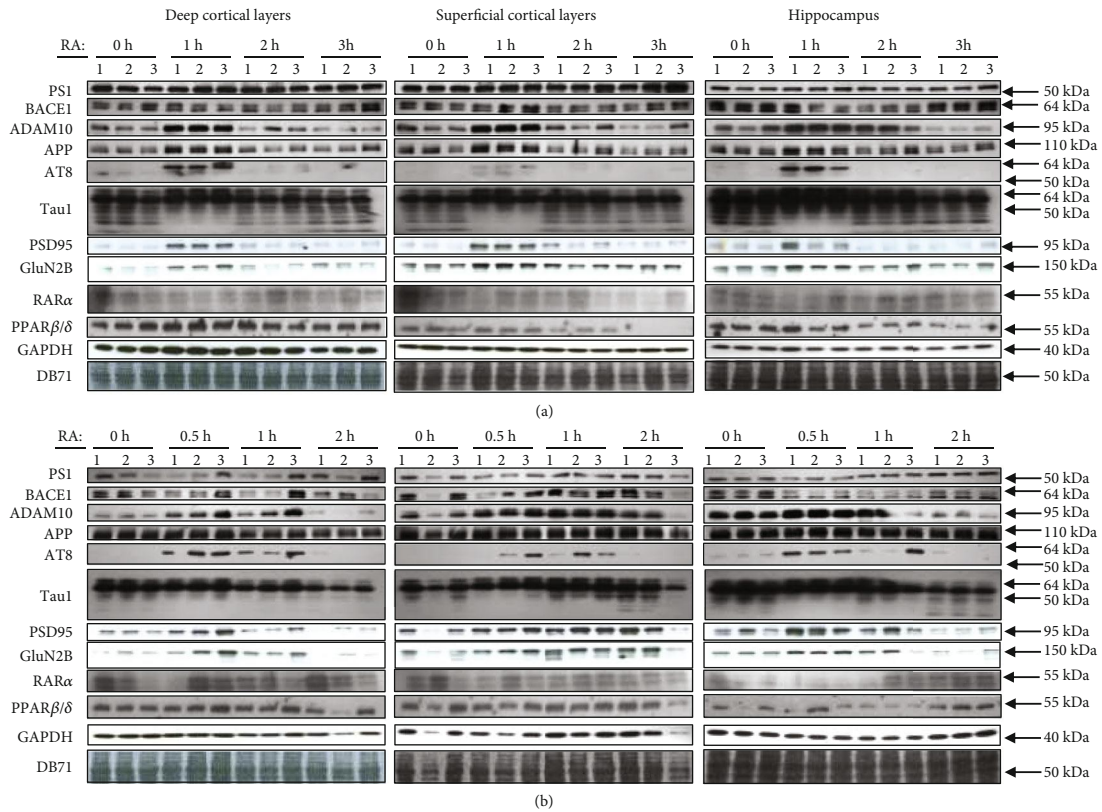 Deep cortical layers Superficial cortical layers Hippocampus
RA: 0 h 1 h 2 h 3h 0 h 1 h 2 h 3h 0 h 1 h 2 h 3h
1 2 3 1 2 3 1 2 3 1 2 3 1 2 3 1 2 3 1 2 3 1 2 3 1 2 3 1 2 3 1 2 3 1 2 3
PS1 50 kDa
BACE1 64 kDa
ADAM10 95 kDa
APP 110 kDa
AT8 64 kDa
50 kDa
Tau1 64 kDa
50 kDa
PSD95 95 kDa
GluN2B 150 kDa
RARα 55 kDa
PPARβ/δ 55 kDa
GAPDH 40 kDa
DB71 50 kDa
(a)
RA: 0 h 0.5 h 1 h 2 h 0 h 0.5 h 1 h 2 h 0 h 0.5 h 1 h 2 h
1 2 3 1 2 3 1 2 3 1 2 3 1 2 3 1 2 3 1 2 3 1 2 3 1 2 3 1 2 3 1 2 3 1 2 3
PS1 50 kDa
BACE1 64 kDa
ADAM10 95 kDa
APP 110 kDa
AT8 64 kDa
50 kDa
Tau1 64 kDa
50 kDa
PSD95 95 kDa
GluN2B 150 kDa
RARα 55 kDa
PPARβ/δ 55 kDa
GAPDH 40 kDa
DB71 50 kDa
(b)